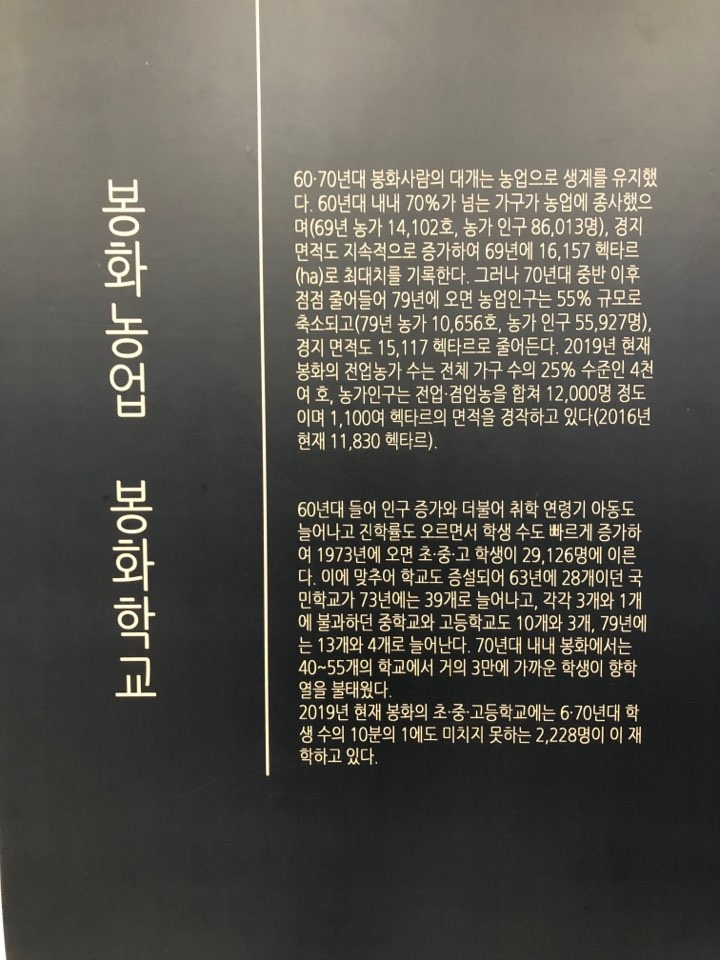 봉화 농업
60·70년대 봉화사람의 대개는 농업으로 생계를 유지했
다. 60년대 내내 70%가 넘는 가구가 농업에 종사했으
며(69년 농가 14,102호, 농가 인구 86,013명), 경지
면적도 지속적으로 증가하여 69년에 16,157 헥타르
(ha)로 최대치를 기록한다. 그러나 70년대 중반 이후
점점 줄어들어 79년에 오면 농업인구는 55% 규모로
축소되고(79년 농가 10,656호, 농가 인구 55,927명),
경지 면적도 15,117 헥타르로 줄어든다. 2019년 현재
봉화의 전업농가 수는 전체 가구 수의 25% 수준인 4천
여 호, 농가인구는 전업·겸업농을 합쳐 12,000명 정도
이며 1,100여 헥타르의 면적을 경작하고 있다(2016년
현재 11,830 헥타르).
봉화학교
60년대 들어 인구 증가와 더불어 취학 연령기 아동도
늘어나고 진학률도 오르면서 학생 수도 빠르게 증가하
여 1973년에 오면 초·중·고 학생이 29,126명에 이른
다. 이에 맞추어 학교도 증설되어 63년에 28개이던 국
민학교가 73년에는 39개로 늘어나고, 각각 3개와 1개
에 불과하던 중학교와 고등학교도 10개와 3개, 79년에
는 13개와 4개로 늘어난다. 70년대 내내 봉화에서는
40~55개의 학교에서 거의 3만에 가까운 학생이 향학
열을 불태웠다.
2019년 현재 봉화의 초·중·고등학교에는 6·70년대 학
생 수의 10분의 1에도 미치지 못하는 2,228명이 이 재
학하고 있다.